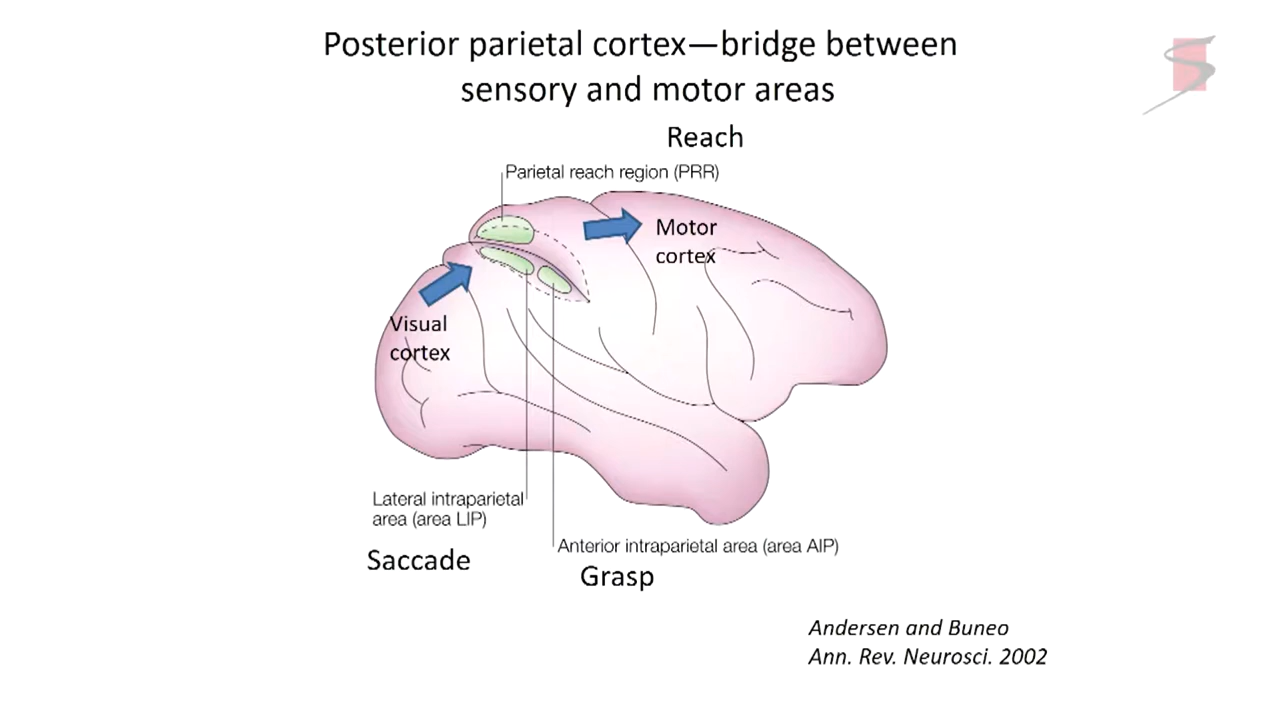 Posterior parietal cortex—bridge between
sensory and motor areas
Reach
Parietal reach region (PRR)
Motor
cortex
Visual
cortex
Lateral intraparietal
area (area LIP)
Saccade
Anterior intraparietal area (area AIP)
Grasp
Andersen and Buneo
Ann. Rev. Neurosci. 2002